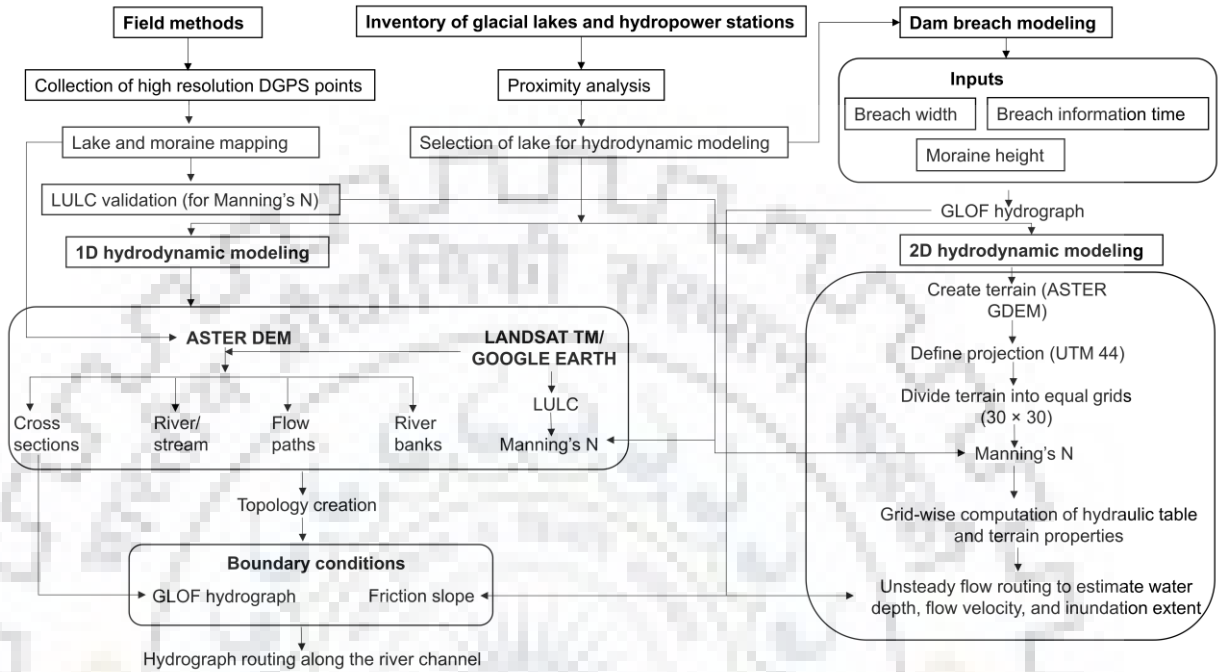 Field methods
Inventory of glacial lakes and hydropower stations
Dam breach modeling
Collection of high resolution DGPS points
Proximity analysis
Inputs
Breach width
Breach information time
Moraine height
Lake and moraine mapping
Selection of lake for hydrodynamic modeling
LULC validation (for Manning's N)
GLOF hydrograph
1D hydrodynamic modeling
2D hydrodynamic modeling
ASTER DEM
LANDSAT TM/
GOOGLE EARTH
LULC
Manning's N
Cross
sections
River/
stream
Flow
paths
River
banks
Topology creation
Boundary conditions
GLOF hydrograph
Friction slope
Hydrograph routing along the river channel
Create terrain (ASTER
GDEM)
Define projection (UTM 44)
Divide terrain into equal grids
(30 × 30)
Manning's N
Grid-wise computation of hydraulic table
and terrain properties
Unsteady flow routing to estimate water
depth, flow velocity, and inundation extent